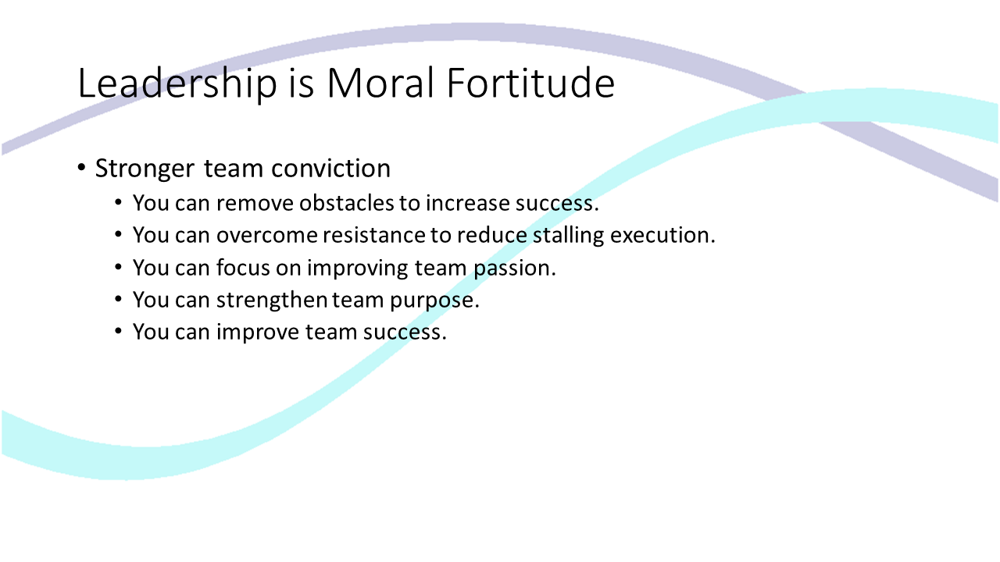 Leadership is Moral Fortitude
• Stronger team conviction
• You can remove obstacles to increase success.
• You can overcome resistance to reduce stalling execution.
• You can focus on improving team passion.
• You can strengthen team purpose.
• You can improve team success.